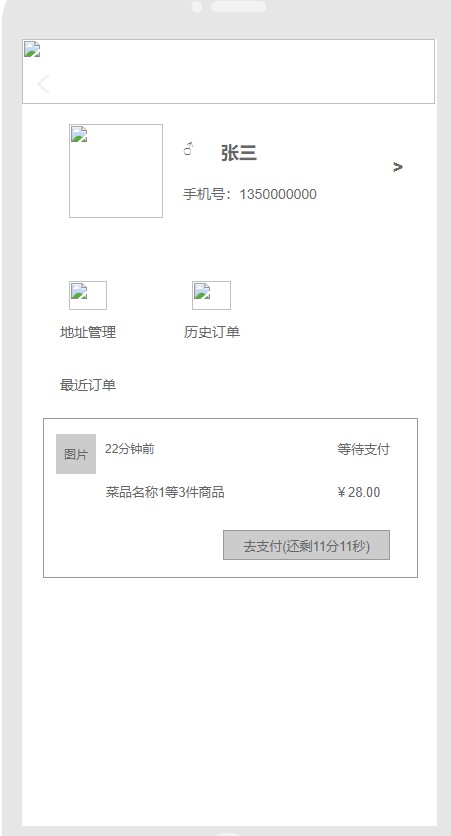 ♂ 张三
>
手机号：1350000000
地址管理 历史订单
最近订单
图片 22分钟前 等待支付
菜品名称1等3件商品 ¥28.00
去支付(还剩11分11秒)